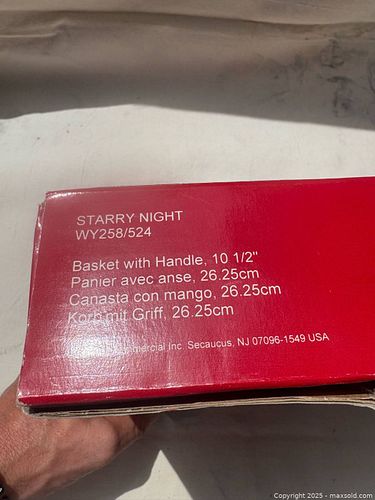 STARRY NIGHT
WY258/524
Basket with Handle, 10 1/2"
Panier avec anse, 26.25cm
Canasta con mango, 26.25cm
Korb mit Griff, 26.25cm
Commercial Inc. Secaucus, NJ 07096-1549 USA
Copyright © 2025 - maxsold.com